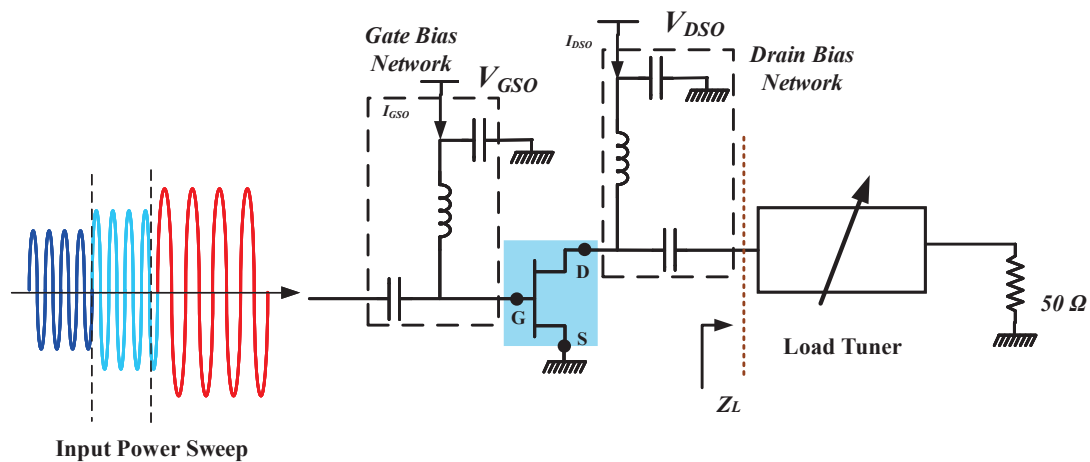 Gate Bias
Network
V_GSO
I_GSO
I_DSO
V_DSO
Drain Bias
Network
D
G
S
Z_L
Load Tuner
50 Ω
Input Power Sweep